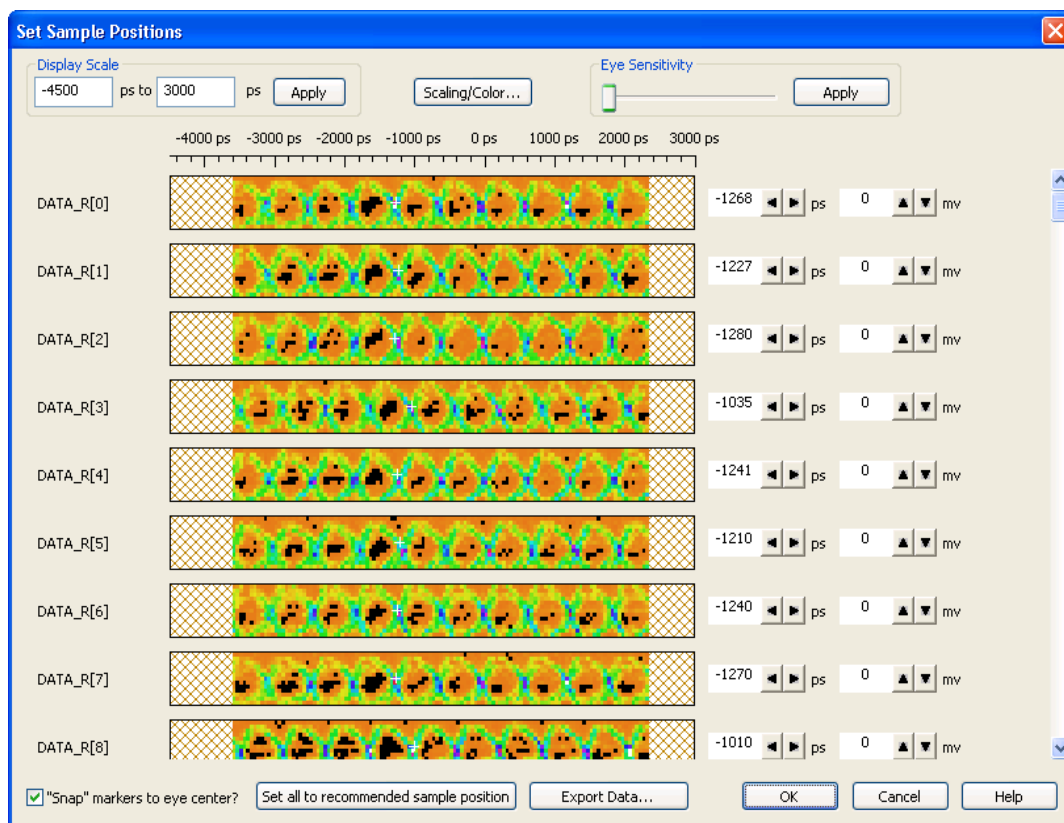 Set Sample Positions
Display Scale
-4500 ps to 3000 ps Apply
Scaling/Color...
Eye Sensitivity
Apply
-4000 ps -3000 ps -2000 ps -1000 ps 0 ps 1000 ps 2000 ps 3000 ps
DATA_R[0] -1268 ps 0 mv
DATA_R[1] -1227 ps 0 mv
DATA_R[2] -1280 ps 0 mv
DATA_R[3] -1035 ps 0 mv
DATA_R[4] -1241 ps 0 mv
DATA_R[5] -1210 ps 0 mv
DATA_R[6] -1240 ps 0 mv
DATA_R[7] -1270 ps 0 mv
DATA_R[8] -1010 ps 0 mv
"Snap" markers to eye center? Set all to recommended sample position Export Data... OK Cancel Help